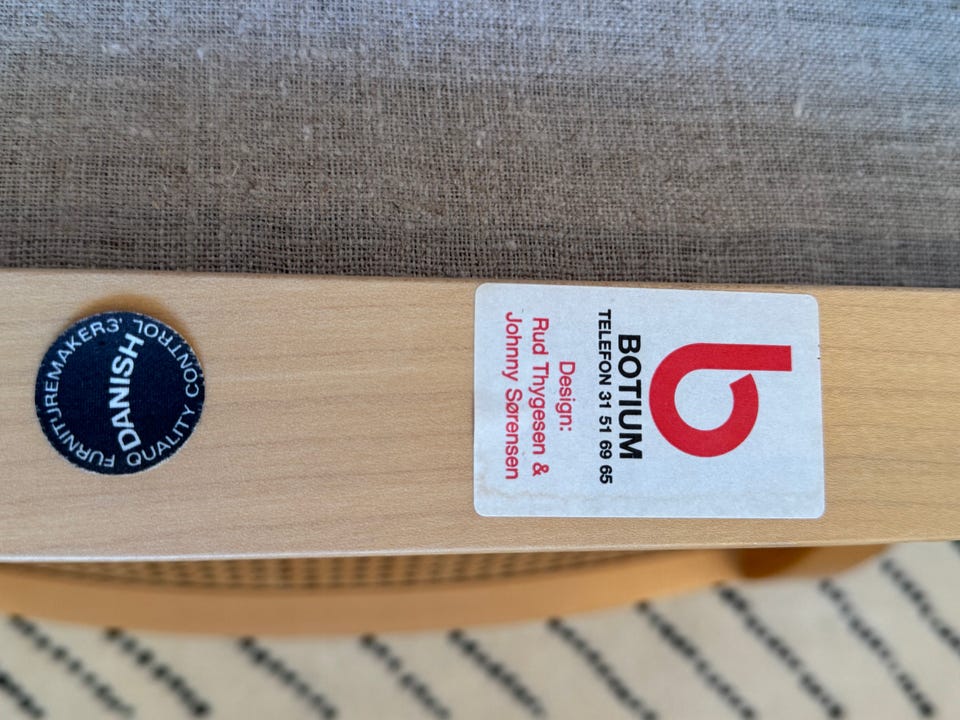 DANISH
FURNITUREMAKERS' QUALITY CONTROL
b
BOTIUM
TELEFON 31 51 69 65
Design:
Rud Thygesen &
Johnny Sørensen